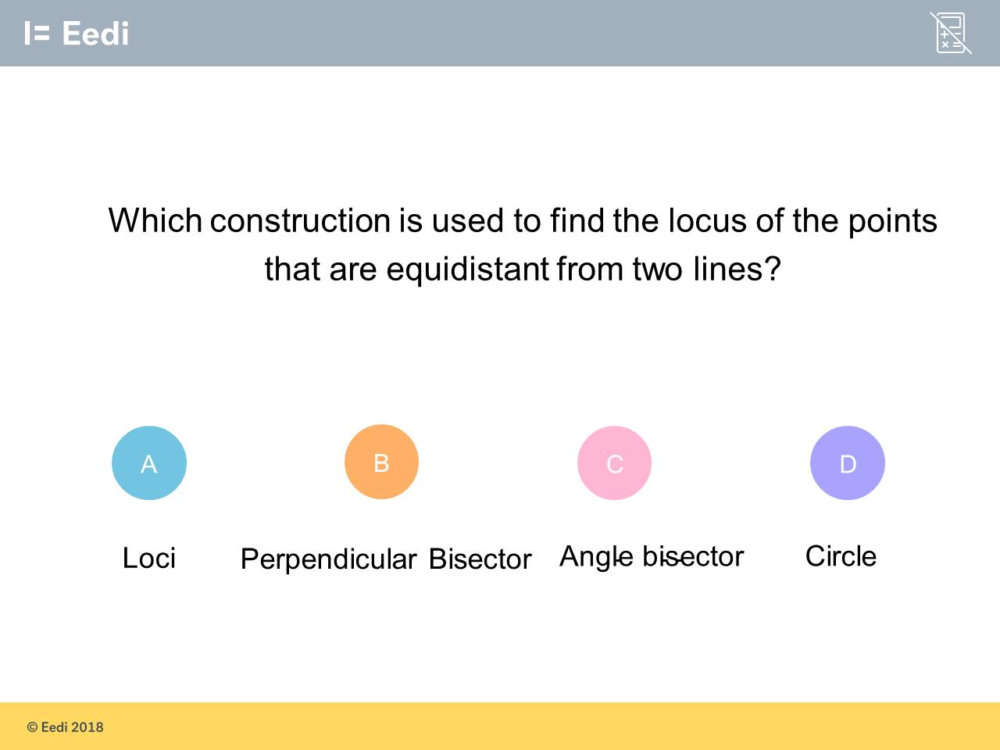 Eedi
Which construction is used to find the locus of the points
that are equidistant from two lines?
A
B
C
D
Loci
Perpendicular Bisector
Angle bisector
Circle
© Eedi 2018